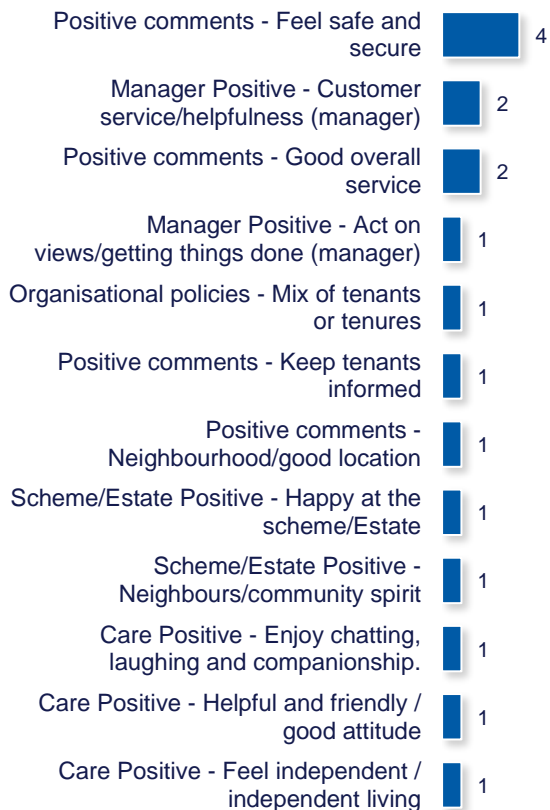 Positive comments - Feel safe and
secure
4
Manager Positive - Customer
service/helpfulness (manager)
2
Positive comments - Good overall
service
2
Manager Positive - Act on
views/getting things done (manager)
1
Organisational policies - Mix of tenants
or tenures
1
Positive comments - Keep tenants
informed
1
Positive comments -
Neighbourhood/good location
1
Scheme/Estate Positive - Happy at the
scheme/Estate
1
Scheme/Estate Positive -
Neighbours/community spirit
1
Care Positive - Enjoy chatting,
laughing and companionship.
1
Care Positive - Helpful and friendly /
good attitude
1
Care Positive - Feel independent /
independent living
1